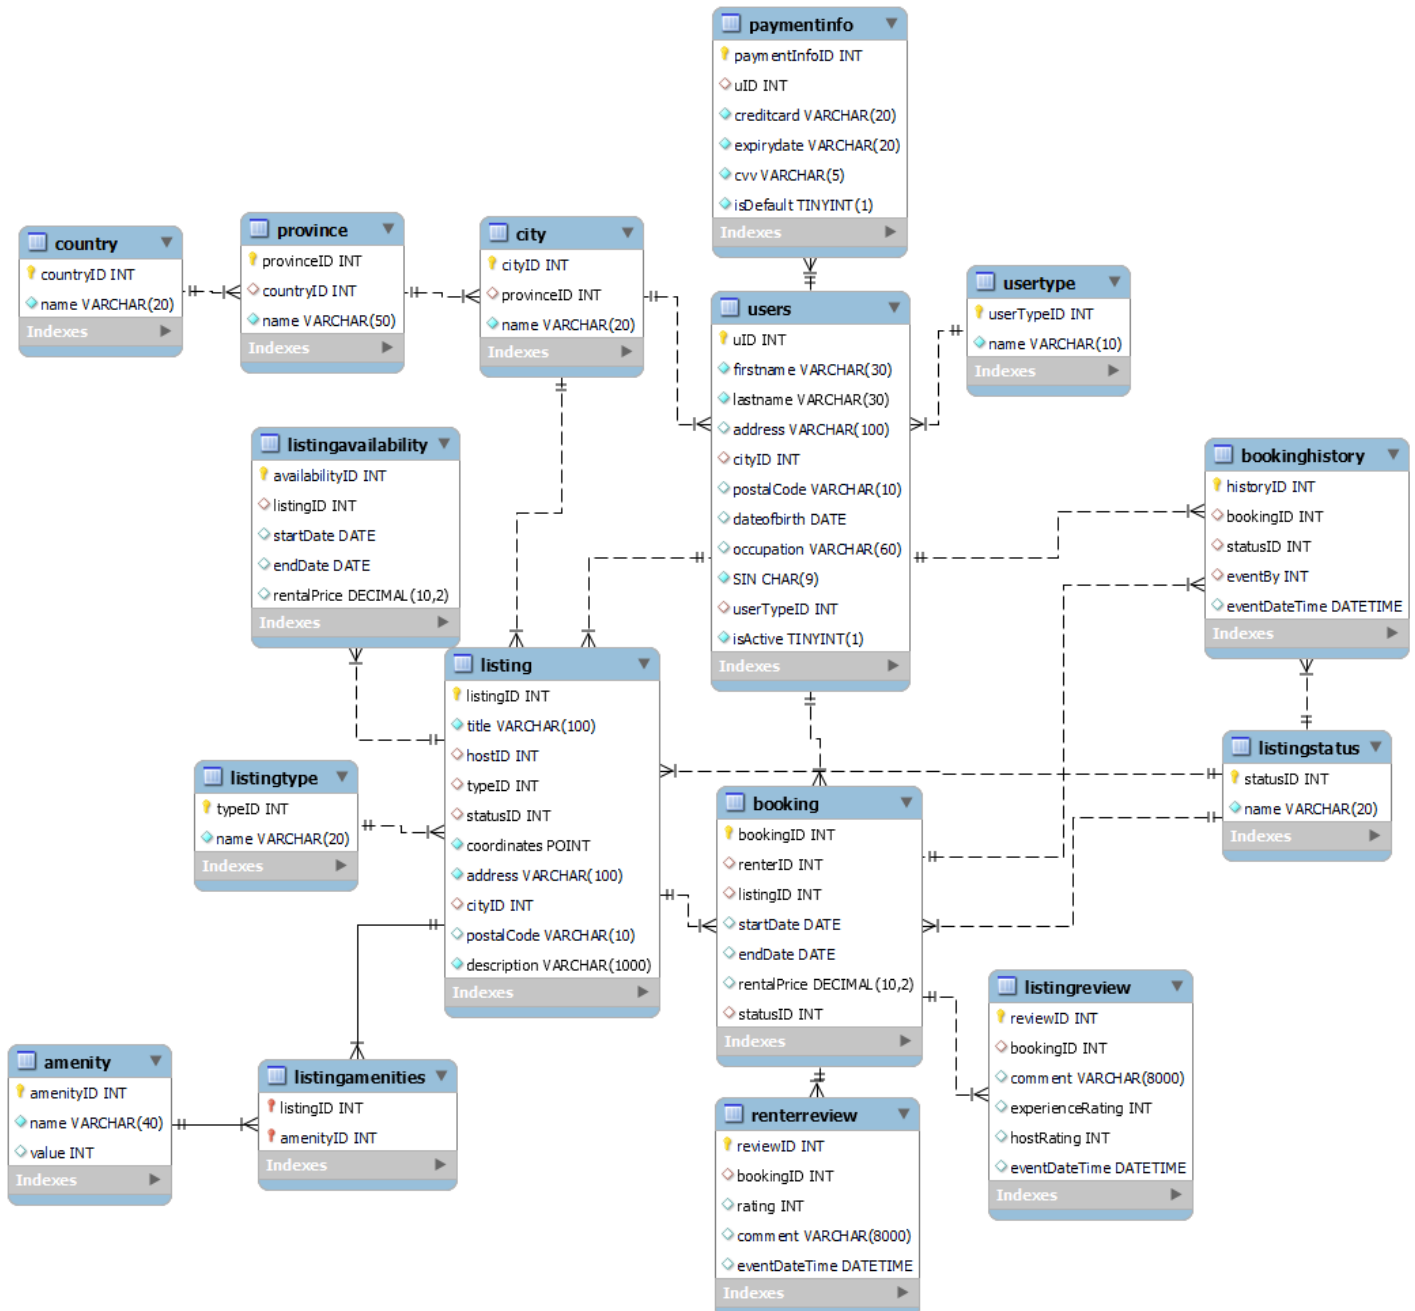 paymentinfo
paymentInfoID INT
uID INT
creditcard VARCHAR(20)
expirydate VARCHAR(20)
cvv VARCHAR(5)
isDefault TINYINT(1)
Indexes
country
countryID INT
name VARCHAR(20)
Indexes
province
provinceID INT
countryID INT
name VARCHAR(50)
Indexes
city
cityID INT
provinceID INT
name VARCHAR(20)
Indexes
users
uID INT
firstname VARCHAR(30)
lastname VARCHAR(30)
address VARCHAR(100)
cityID INT
postalCode VARCHAR(10)
dateofbirth DATE
occupation VARCHAR(60)
SIN CHAR(9)
userTypeID INT
isActive TINYINT(1)
Indexes
usertype
userTypeID INT
name VARCHAR(10)
Indexes
listingavailability
availabilityID INT
listingID INT
startDate DATE
endDate DATE
rentalPrice DECIMAL(10,2)
Indexes
bookinghistory
historyID INT
bookingID INT
statusID INT
eventBy INT
eventDateTime DATETIME
Indexes
listing
listingID INT
title VARCHAR(100)
hostID INT
typeID INT
statusID INT
coordinates POINT
address VARCHAR(100)
cityID INT
postalCode VARCHAR(10)
description VARCHAR(1000)
Indexes
listingtype
typeID INT
name VARCHAR(20)
Indexes
listingstatus
statusID INT
name VARCHAR(20)
Indexes
booking
bookingID INT
renterID INT
listingID INT
startDate DATE
endDate DATE
rentalPrice DECIMAL(10,2)
statusID INT
Indexes
listingreview
reviewID INT
bookingID INT
comment VARCHAR(8000)
experienceRating INT
hostRating INT
eventDateTime DATETIME
Indexes
amenity
amenityID INT
name VARCHAR(40)
value INT
Indexes
listingamenities
listingID INT
amenityID INT
Indexes
renterreview
reviewID INT
bookingID INT
rating INT
comment VARCHAR(8000)
eventDateTime DATETIME
Indexes